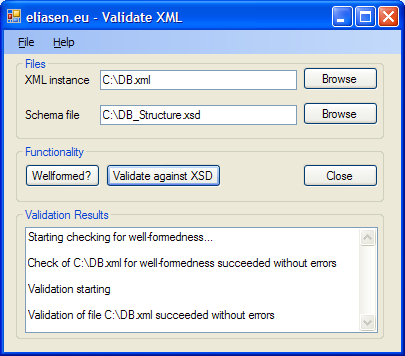 eliasen.eu - Validate XML
File Help
Files
XML instance C:\DB.xml Browse
Schema file C:\DB_Structure.xsd Browse
Functionality
Wellformed? Validate against XSD Close
Validation Results
Starting checking for well-formedness...
Check of C:\DB.xml for well-formedness succeeded without errors
Validation starting
Validation of file C:\DB.xml succeeded without errors